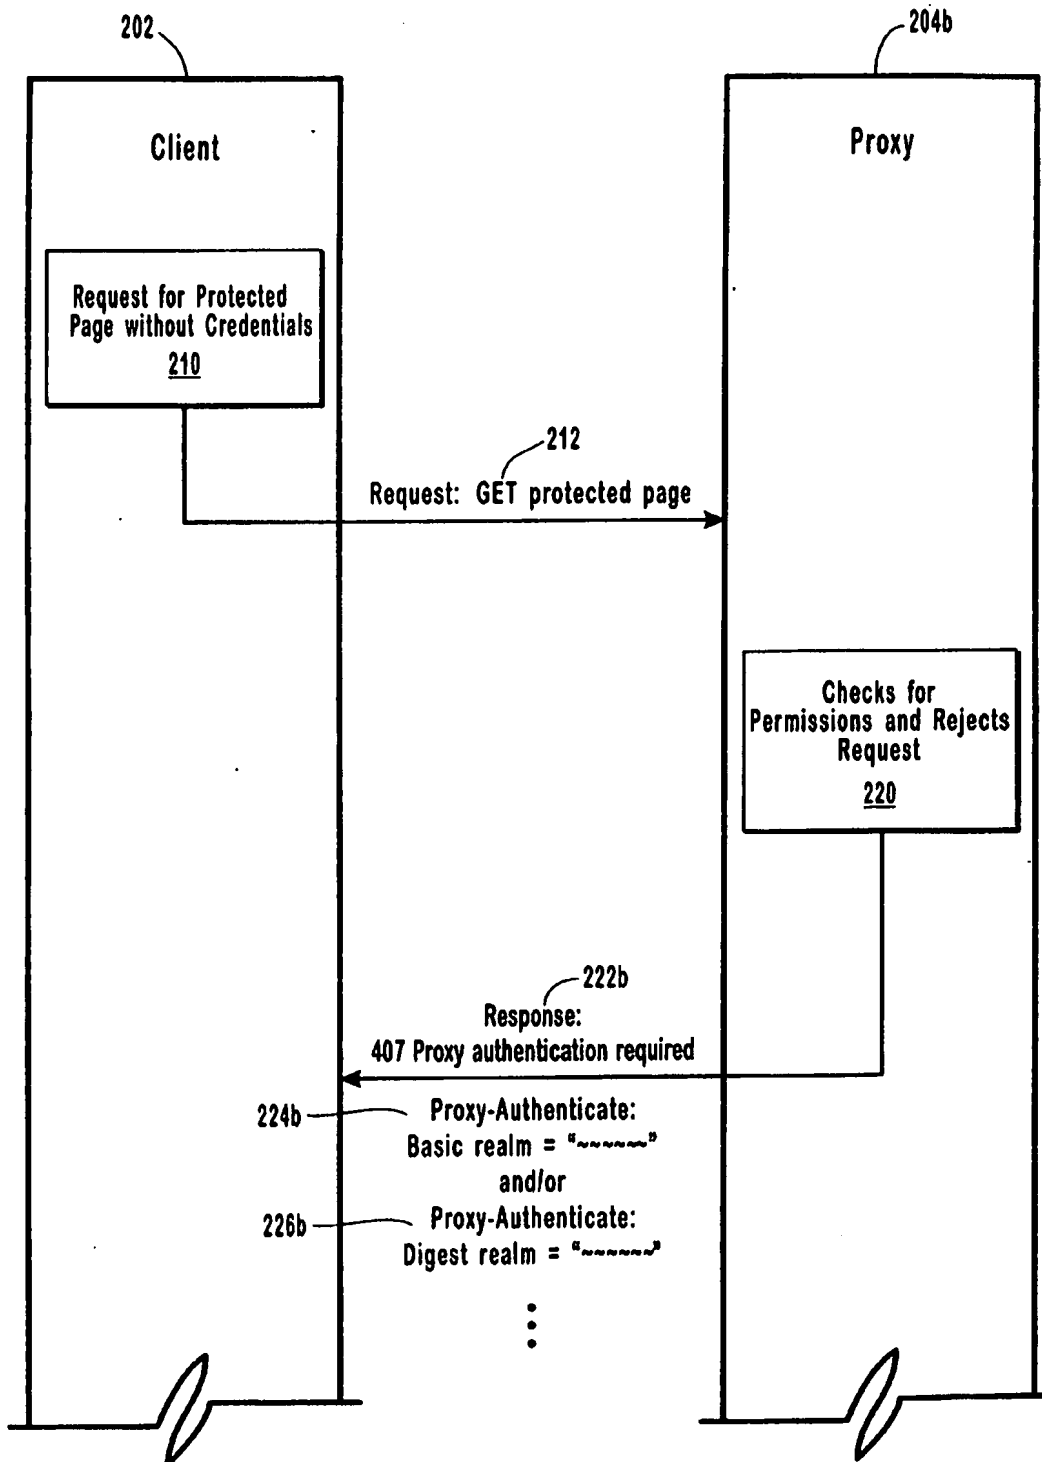 202
204b
Client
Proxy
Request for Protected
Page without Credentials
210
212
Request: GET protected page
Checks for
Permissions and Rejects
Request
220
222b
Response:
407 Proxy authentication required
224b
Proxy-Authenticate:
Basic realm = "~~~~~~"
and/or
226b
Proxy-Authenticate:
Digest realm = "~~~~~~"